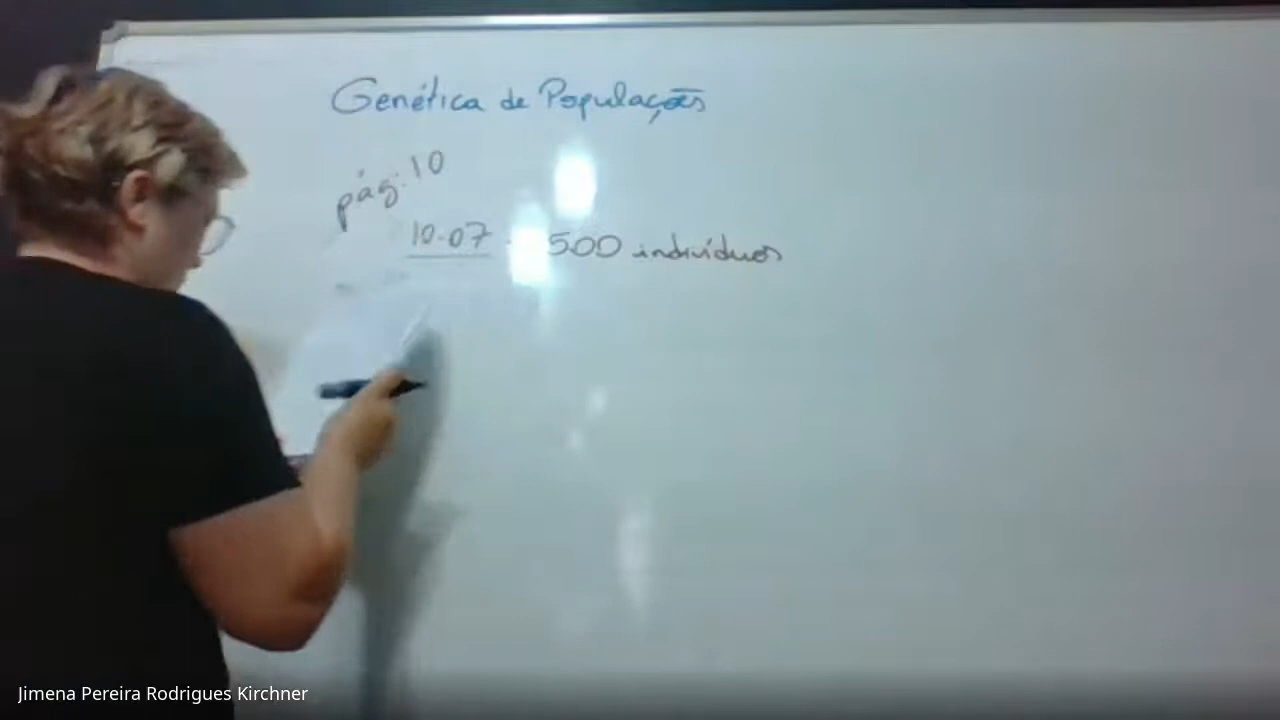 Genética de Populações
pág. 10
10.07 500 indivíduos
Jimena Pereira Rodrigues Kirchner